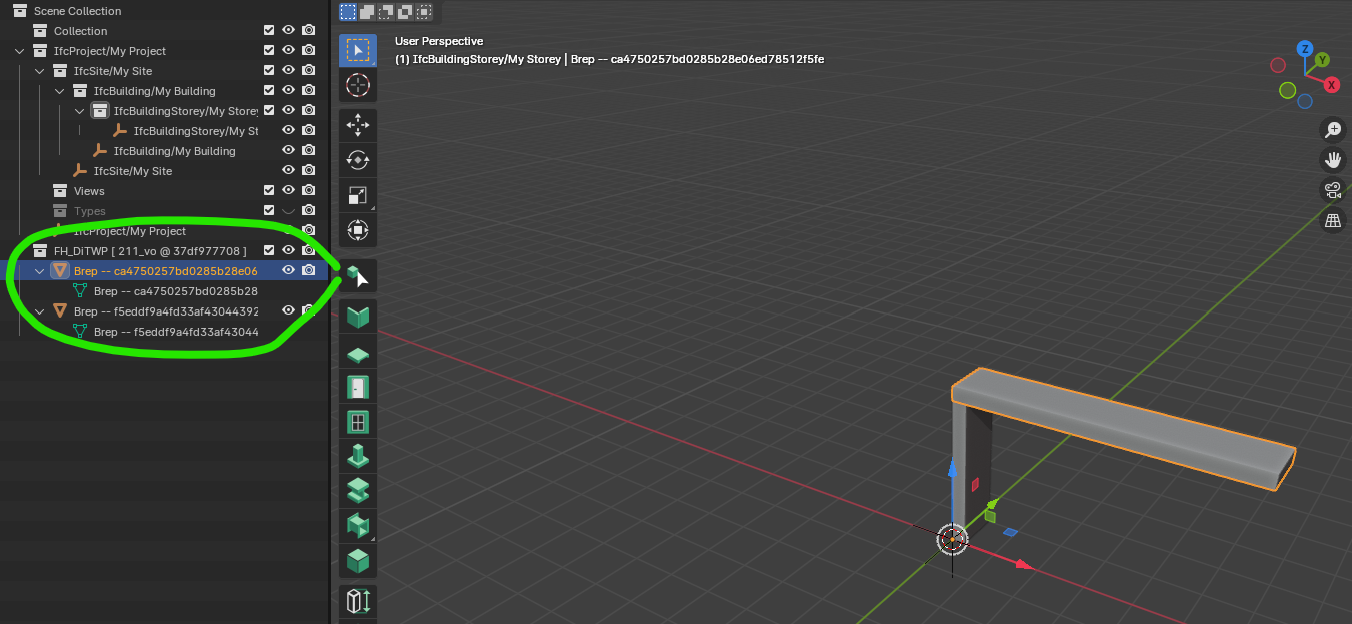 Scene Collection
Collection
IfcProject/My Project
IfcSite/My Site
IfcBuilding/My Building
IfcBuildingStorey/My Storey
IfcBuildingStorey/My St
IfcBuilding/My Building
IfcSite/My Site
Views
Types
IfcProject/My Project
FH_DiTWP [ 211_vo @ 37df977708 ]
Brep -- ca4750257bd0285b28e06
Brep -- ca4750257bd0285b28
Brep -- f5eddf9a4fd33af43044392
Brep -- f5eddf9a4fd33af43044
User Perspective
(1) IfcBuildingStorey/My Storey | Brep -- ca4750257bd0285b28e06ed78512f5fe
Z
Y
X